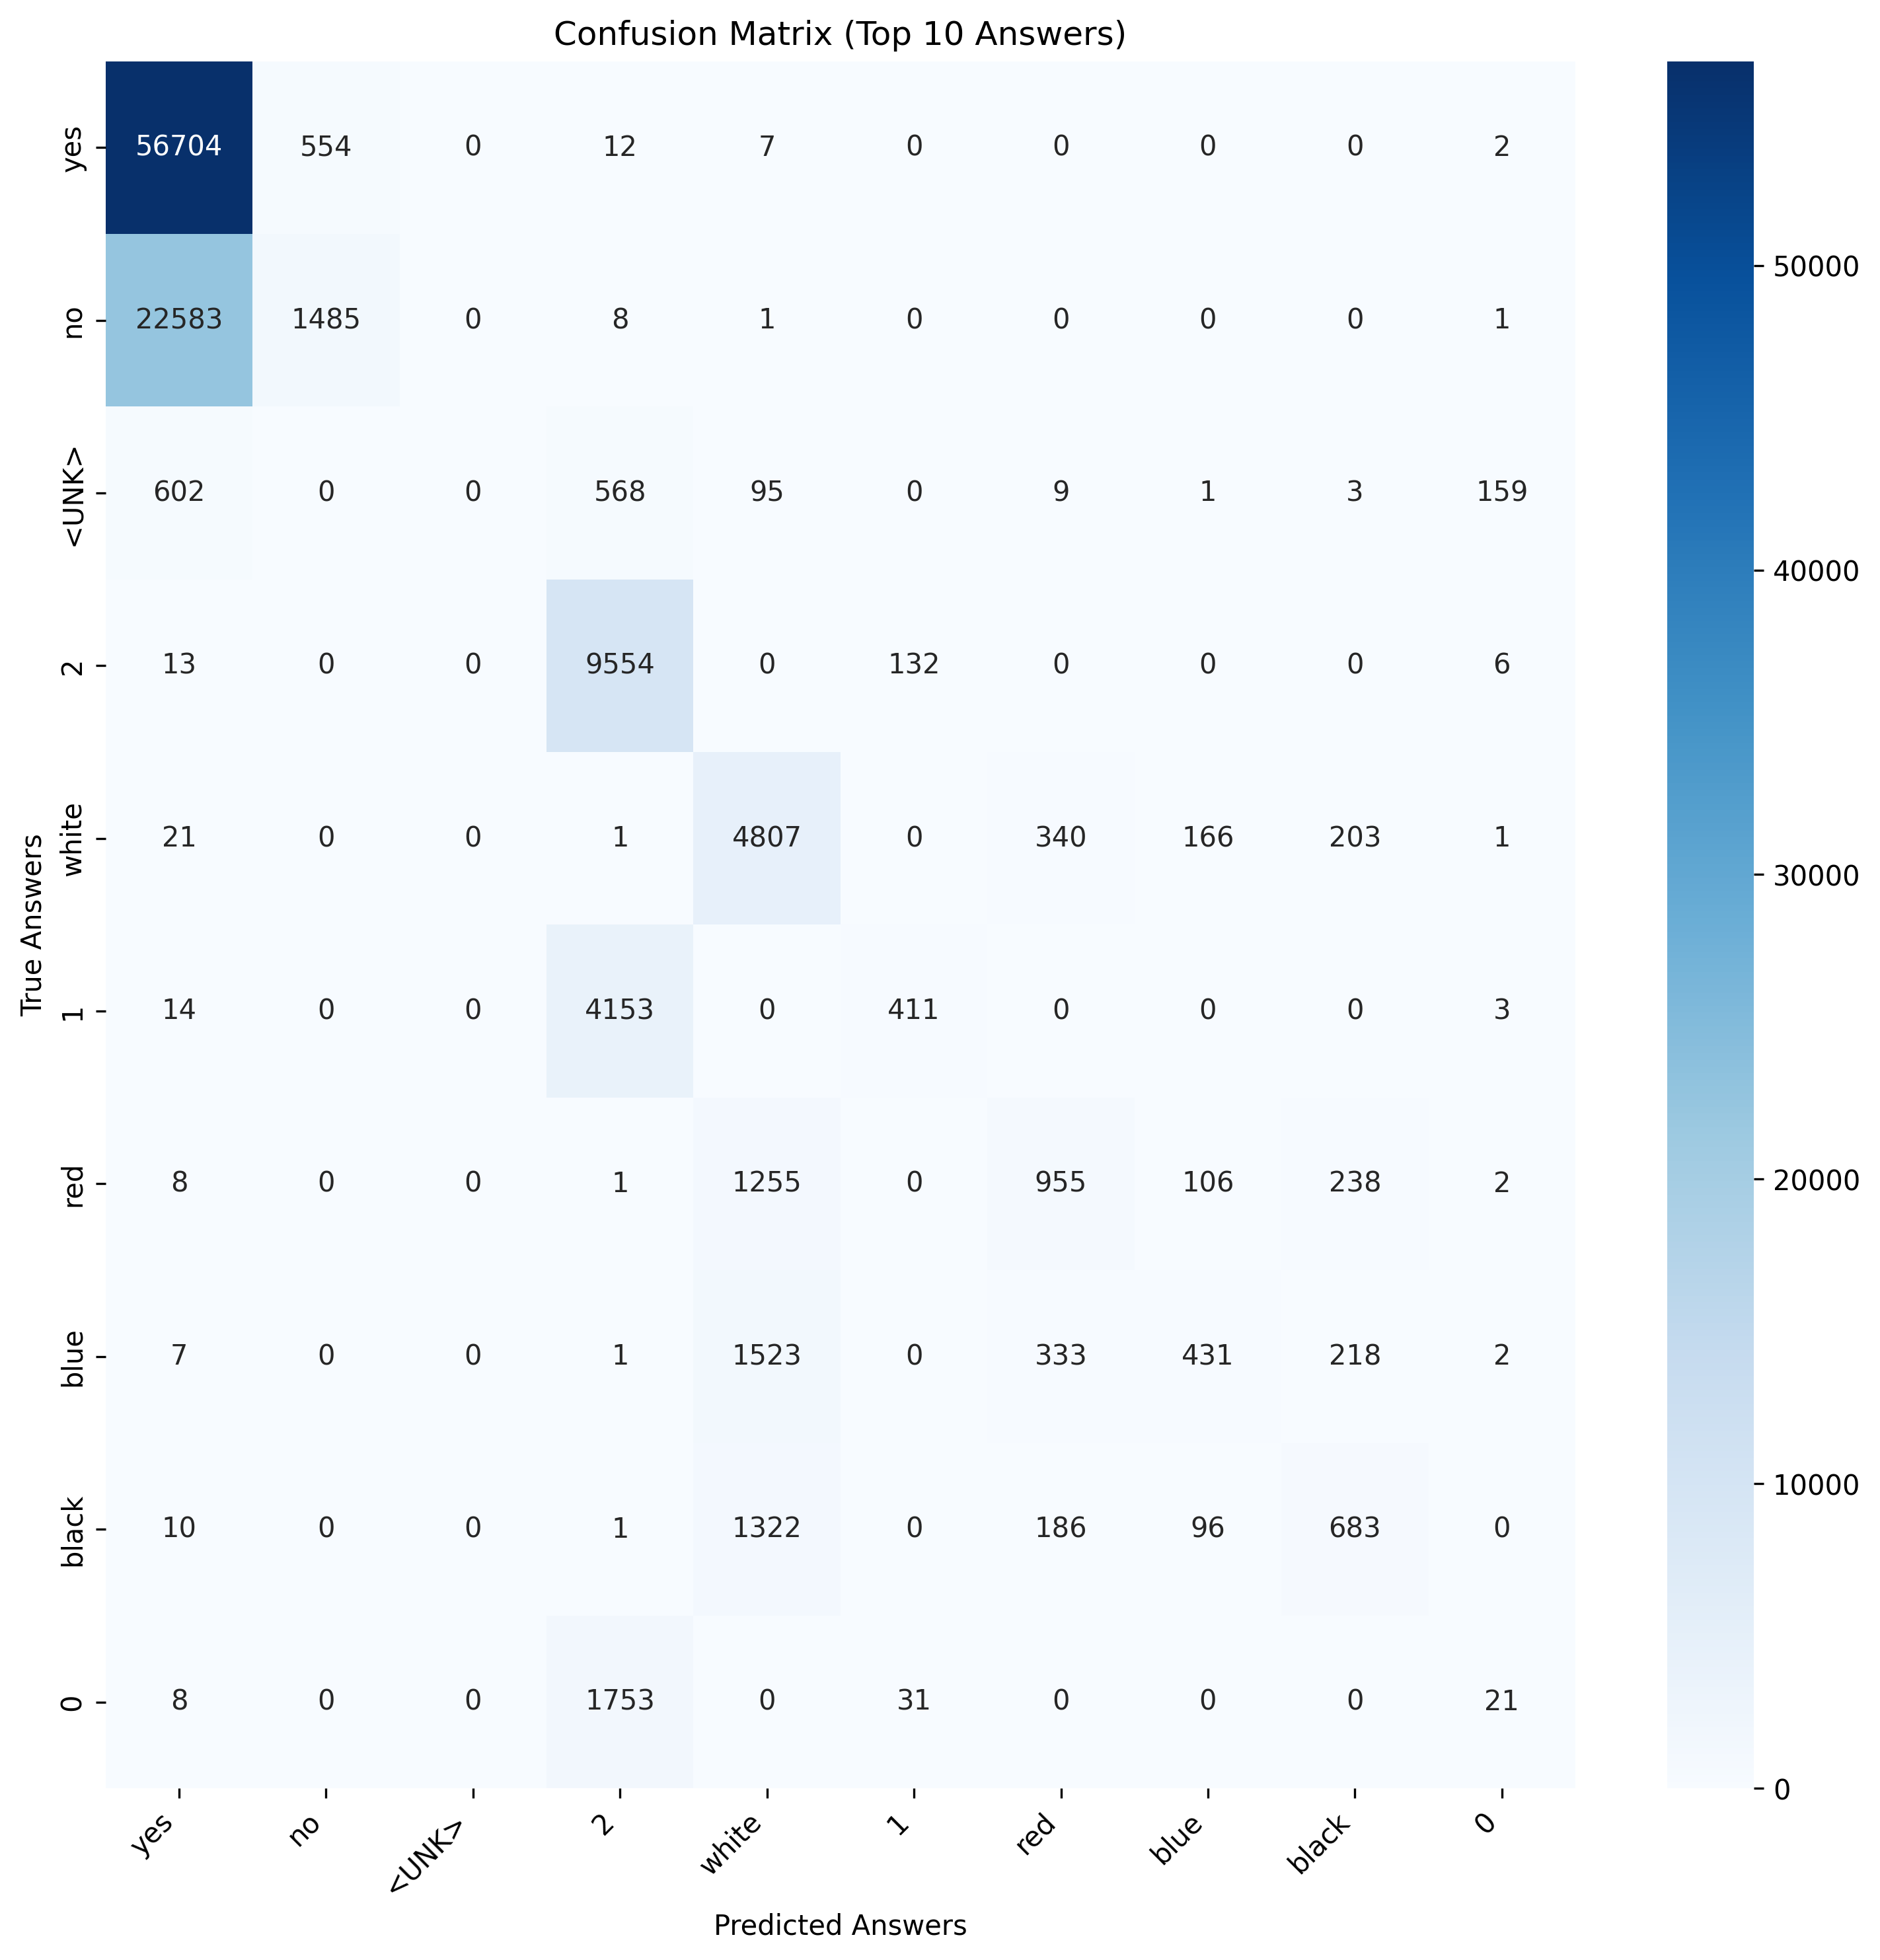 Confusion Matrix (Top 10 Answers)
yes 56704 554 0 12 7 0 0 0 0 2
no 22583 1485 0 8 1 0 0 0 0 1
<UNK> 602 0 0 568 95 0 9 1 3 159
2 13 0 0 9554 0 132 0 0 0 6
white 21 0 0 1 4807 0 340 166 203 1
1 14 0 0 4153 0 411 0 0 0 3
red 8 0 0 1 1255 0 955 106 238 2
blue 7 0 0 1 1523 0 333 431 218 2
black 10 0 0 1 1322 0 186 96 683 0
0 8 0 0 1753 0 31 0 0 0 21
True Answers
yes no <UNK> 2 white 1 red blue black 0
Predicted Answers
50000
40000
30000
20000
10000
0